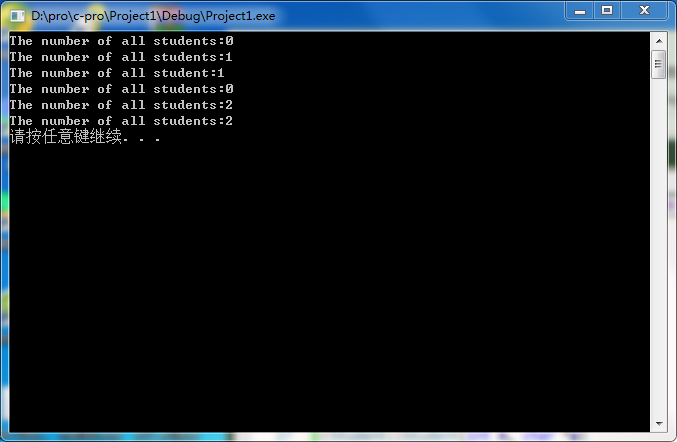 D:\pro\c-pro\Project1\Debug\Project1.exe
The number of all students:0
The number of all students:1
The number of all student:1
The number of all students:0
The number of all students:2
The number of all students:2
请按任意键继续. . .